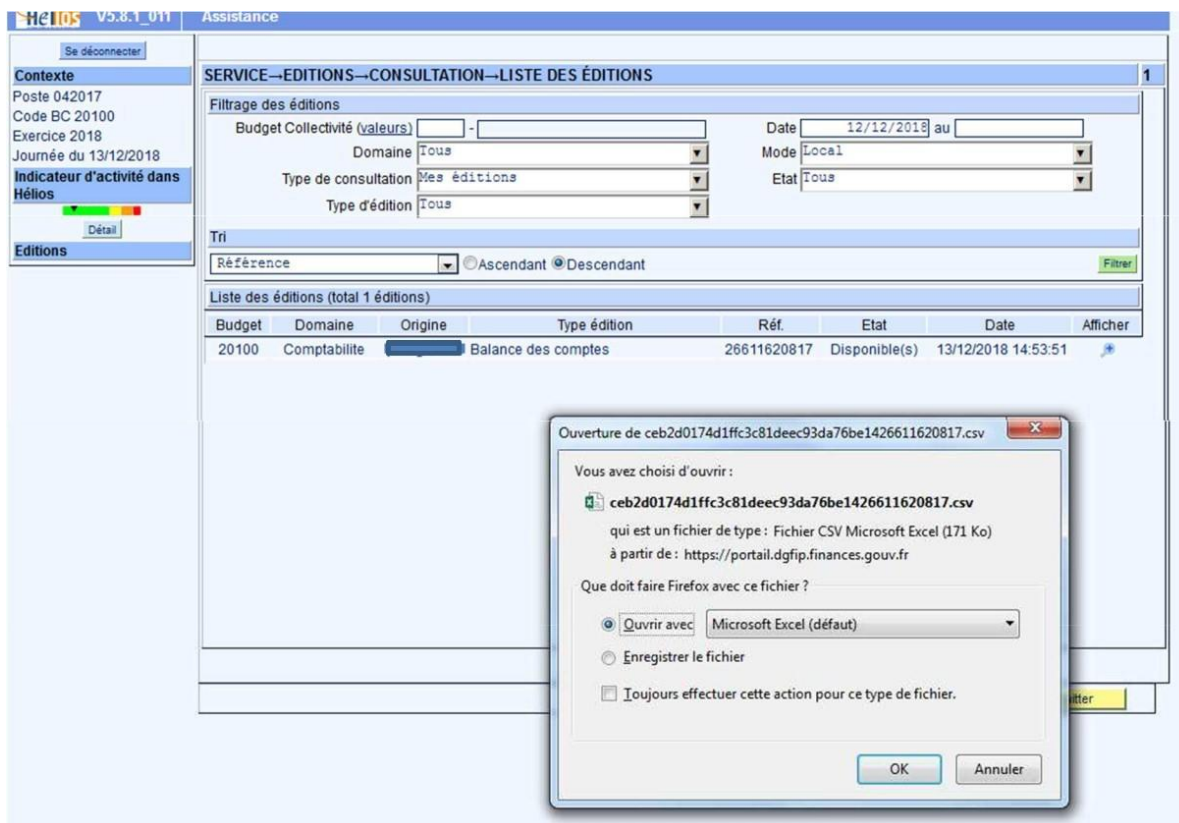 Hélios V5.8.1_011 Assistance
Se déconnecter
Contexte
Poste 042017
Code BC 20100
Exercice 2018
Journée du 13/12/2018
Indicateur d'activité dans
Hélios
Détail
Editions
SERVICE→EDITIONS→CONSULTATION→LISTE DES ÉDITIONS 1
Filtrage des éditions
Budget Collectivité (valeurs) - Date 12/12/2018 au
Domaine Tous Mode Local
Type de consultation Mes éditions Etat Tous
Type d'édition Tous
Tri
Référence Ascendant Descendant Filtrer
Liste des éditions (total 1 éditions)
Budget Domaine Origine Type édition Réf. Etat Date Afficher
20100 Comptabilite Balance des comptes 26611620817 Disponible(s) 13/12/2018 14:53:51
Ouverture de ceb2d0174d1ffc3c81deec93da76be1426611620817.csv
Vous avez choisi d'ouvrir :
ceb2d0174d1ffc3c81deec93da76be1426611620817.csv
qui est un fichier de type : Fichier CSV Microsoft Excel (171 Ko)
à partir de : https://portail.dgfip.finances.gouv.fr
Que doit faire Firefox avec ce fichier ?
Ouvrir avec Microsoft Excel (défaut)
Enregistrer le fichier
Toujours effectuer cette action pour ce type de fichier.
OK Annuler